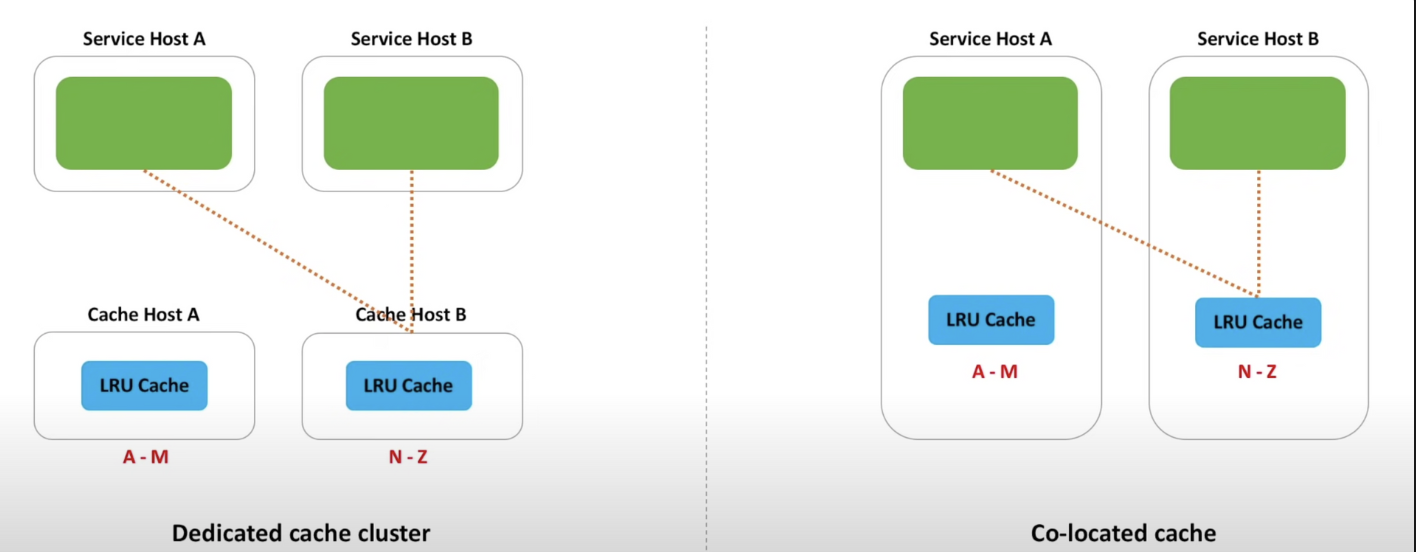 Service Host A
Service Host B
Cache Host A
Cache Host B
LRU Cache
LRU Cache
A - M
N - Z
Dedicated cache cluster
Service Host A
Service Host B
LRU Cache
LRU Cache
A - M
N - Z
Co-located cache